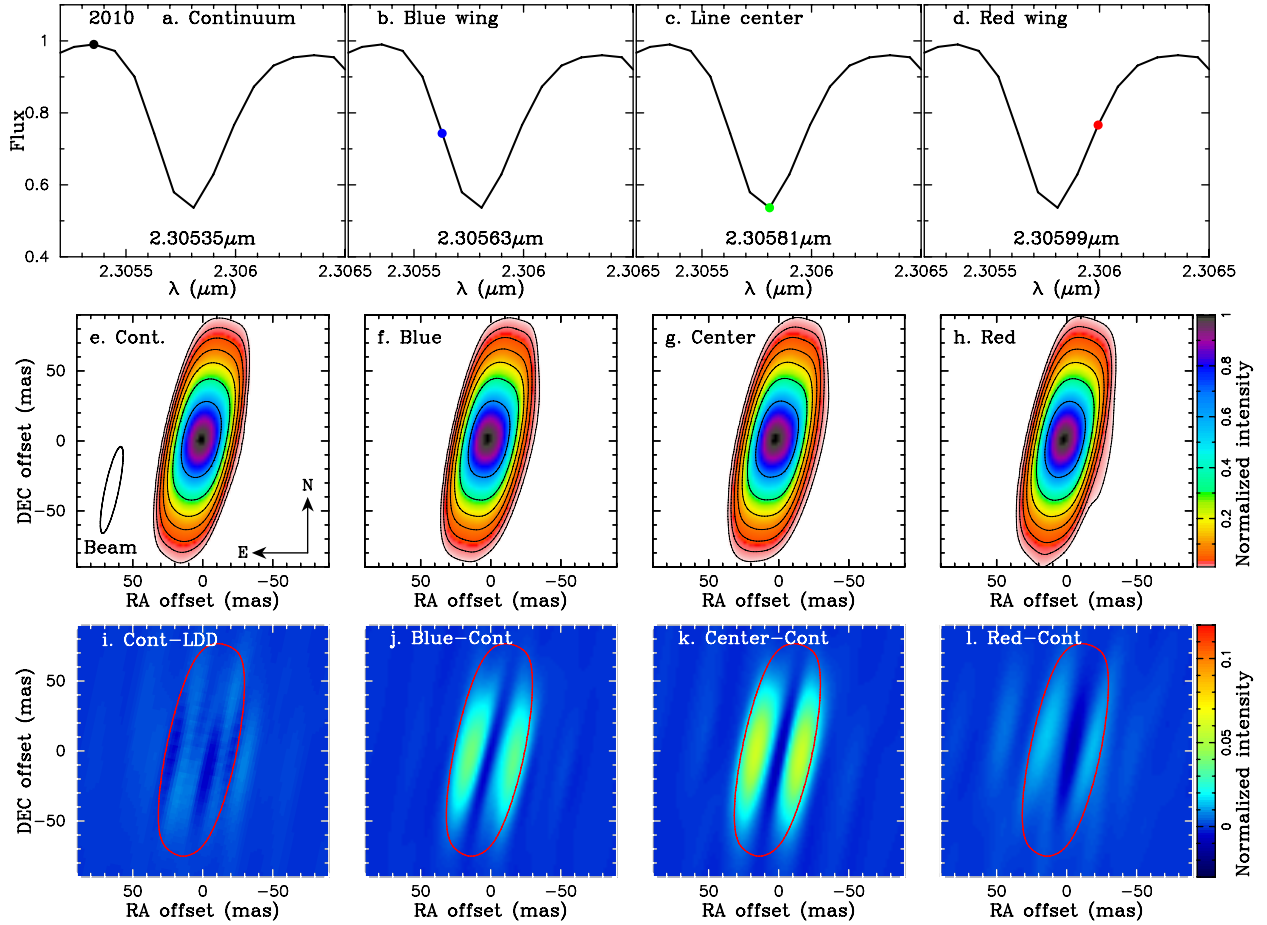 2010 a. Continuum b. Blue wing c. Line center d. Red wing
1
0.8
0.6
0.4
Flux
2.30535μm 2.30563μm 2.30581μm 2.30599μm
2.3055 2.306 2.3065 2.3055 2.306 2.3065 2.3055 2.306 2.3065 2.3055 2.306 2.3065
λ (μm) λ (μm) λ (μm) λ (μm)
e. Cont. f. Blue g. Center h. Red
50
0
−50
DEC offset (mas)
N
E
Beam
50 0 −50 50 0 −50 50 0 −50 50 0 −50
RA offset (mas) RA offset (mas) RA offset (mas) RA offset (mas)
1
0.8
0.6
0.4
0.2
Normalized intensity
i. Cont−LDD j. Blue−Cont k. Center−Cont l. Red−Cont
50
0
−50
DEC offset (mas)
50 0 −50 50 0 −50 50 0 −50 50 0 −50
RA offset (mas) RA offset (mas) RA offset (mas) RA offset (mas)
0.1
0.05
0
Normalized intensity